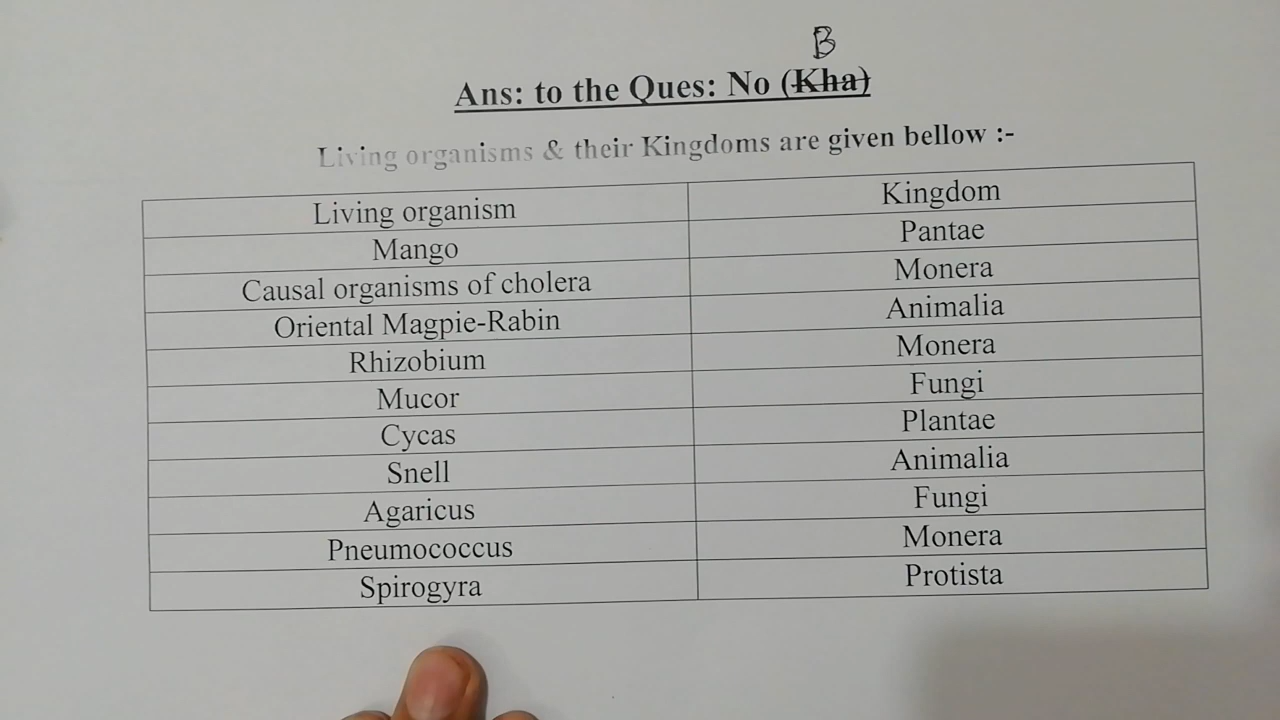 B
Ans: to the Ques: No (Kha)
Living organisms & their Kingdoms are given bellow :-
Living organism Kingdom
Mango Pantae
Causal organisms of cholera Monera
Oriental Magpie-Rabin Animalia
Rhizobium Monera
Mucor Fungi
Cycas Plantae
Snell Animalia
Agaricus Fungi
Pneumococcus Monera
Spirogyra Protista